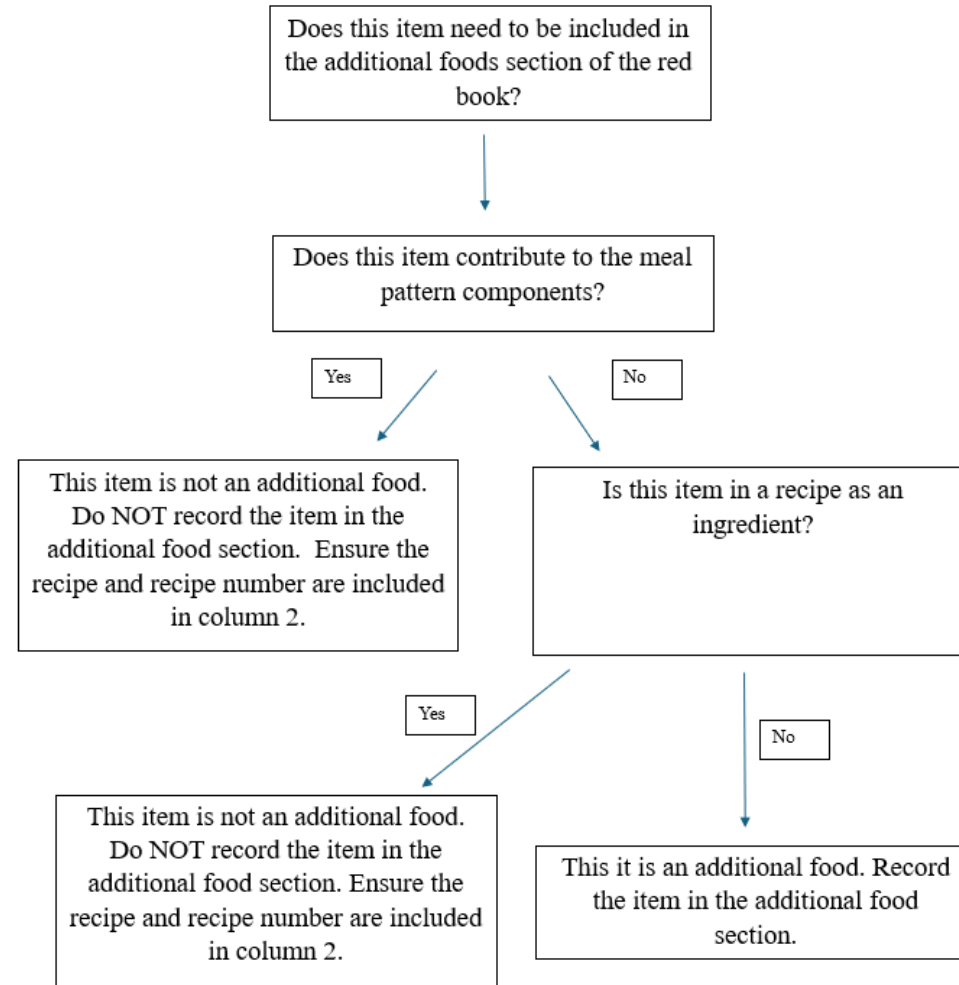 Does this item need to be included in
the additional foods section of the red
book?
Does this item contribute to the meal
pattern components?
Yes
No
This item is not an additional food.
Do NOT record the item in the
additional food section.  Ensure the
recipe and recipe number are included
in column 2.
Is this item in a recipe as an
ingredient?
Yes
No
This item is not an additional food.
Do NOT record the item in the
additional food section. Ensure the
recipe and recipe number are included
in column 2.
This it is an additional food. Record
the item in the additional food
section.